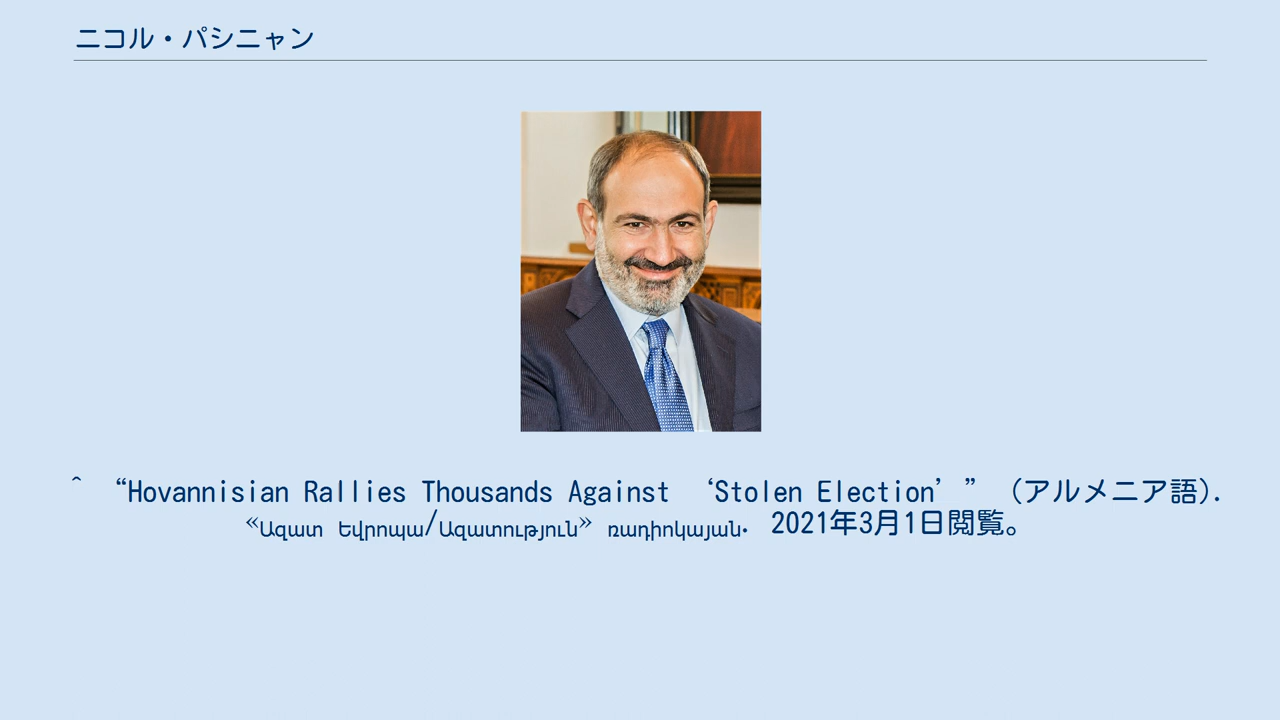 ニコル・パシニャン
^ “Hovannisian Rallies Thousands Against ‘Stolen Election’” (アルメニア語).
«Ազատ Եվրոպա/Ազատություն» ռադիոկայան. 2021年3月1日閲覧。